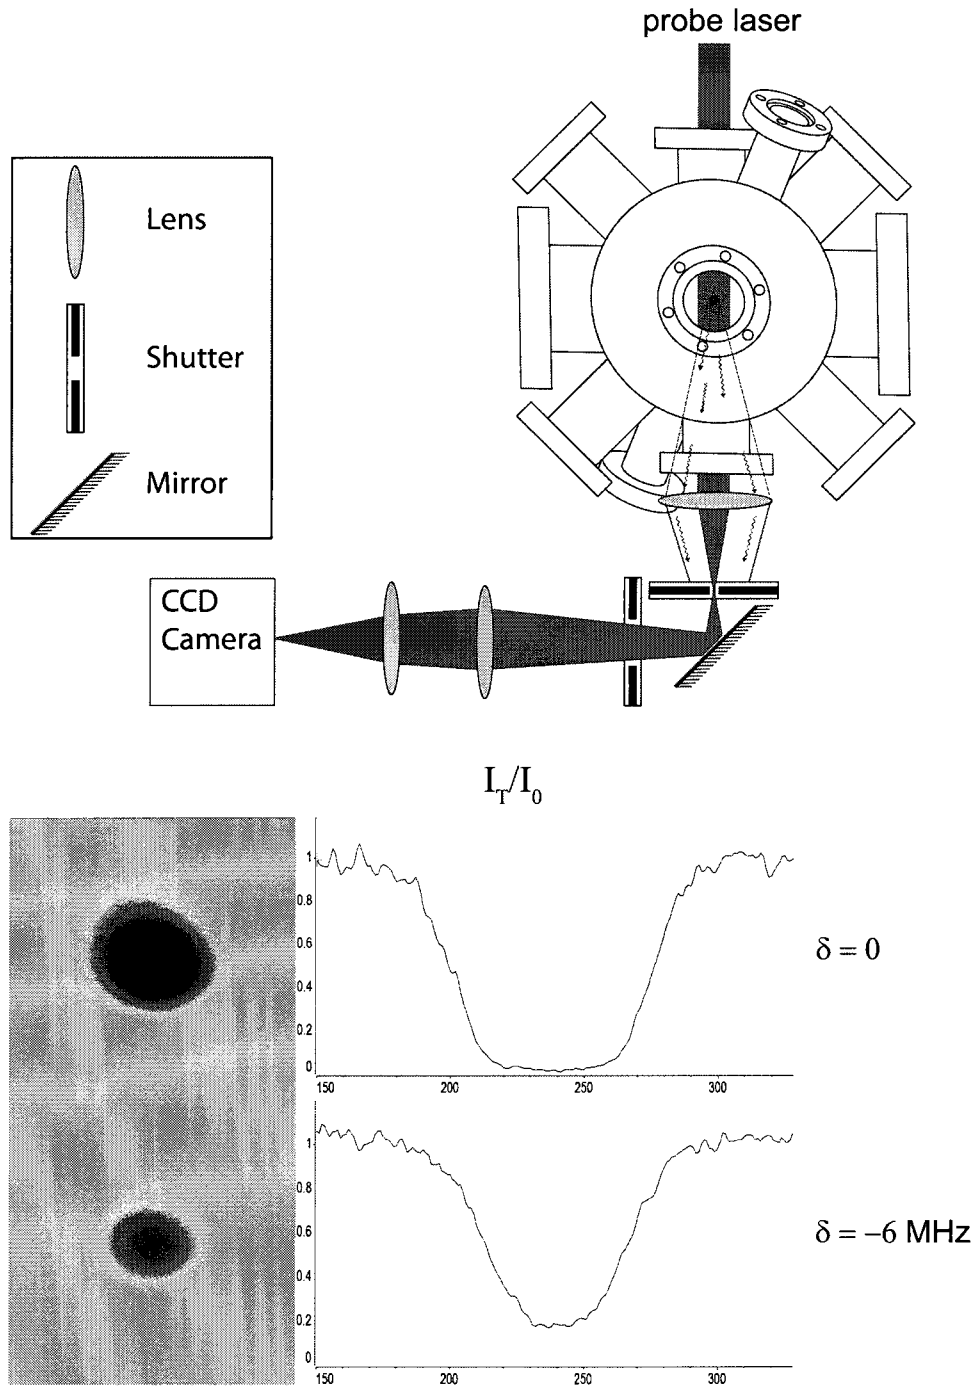 probe laser
Lens
Shutter
Mirror
CCD
Camera
I_T/I_0
1
0.8
0.6
0.4
0.2
0
150 200 250 300
δ = 0
1
0.8
0.6
0.4
0.2
0
150 200 250 300
δ = −6 MHz